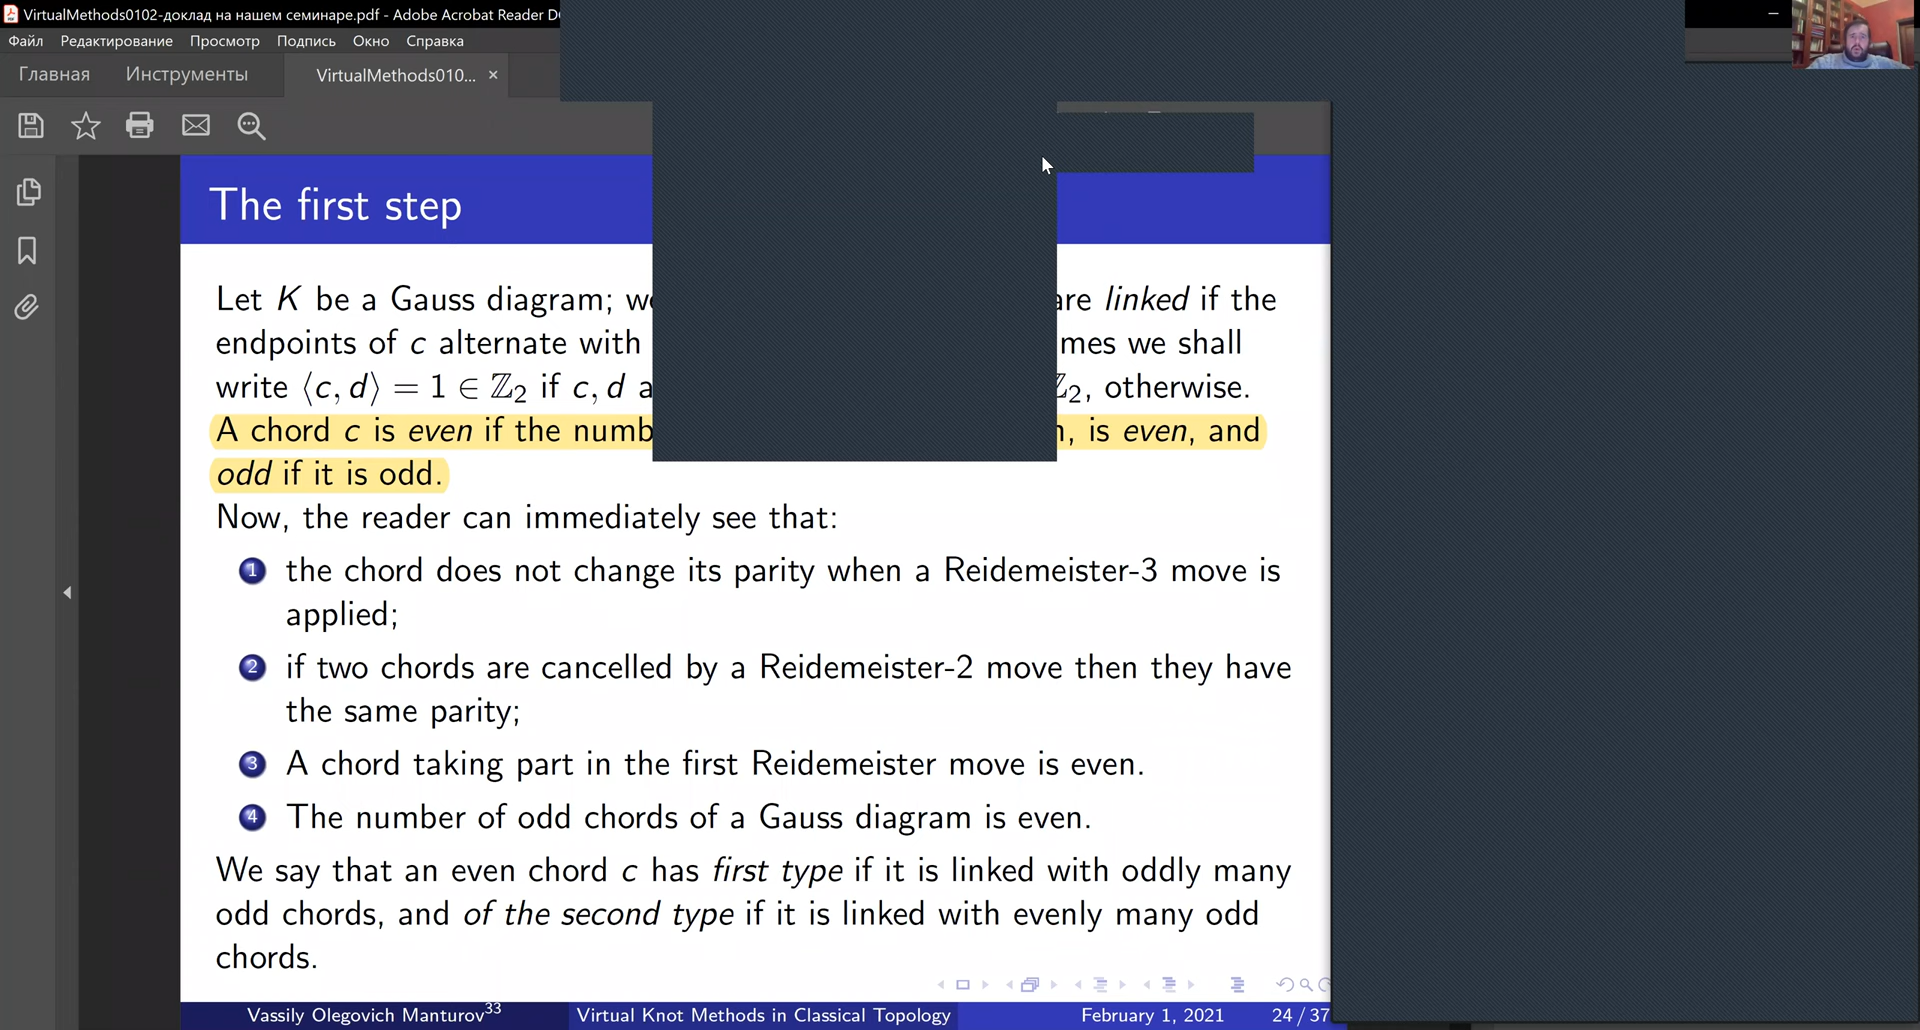 VirtualMethods0102-доклад на нашем семинаре.pdf - Adobe Acrobat Reader D
Файл Редактирование Просмотр Подпись Окно Справка
Главная Инструменты VirtualMethods010... ×
The first step
Let K be a Gauss diagram; are linked if the
endpoints of c alternate with we shall
write ⟨c, d⟩ = 1 ∈ ℤ₂ if c, d ℤ₂, otherwise.
A chord c is even if the is even, and
odd if it is odd.
Now, the reader can immediately see that:
1 the chord does not change its parity when a Reidemeister-3 move is
applied;
2 if two chords are cancelled by a Reidemeister-2 move then they have
the same parity;
3 A chord taking part in the first Reidemeister move is even.
4 The number of odd chords of a Gauss diagram is even.
We say that an even chord c has first type if it is linked with oddly many
odd chords, and of the second type if it is linked with evenly many odd
chords.
Vassily Olegovich Manturov³³ Virtual Knot Methods in Classical Topology February 1, 2021 24 / 37